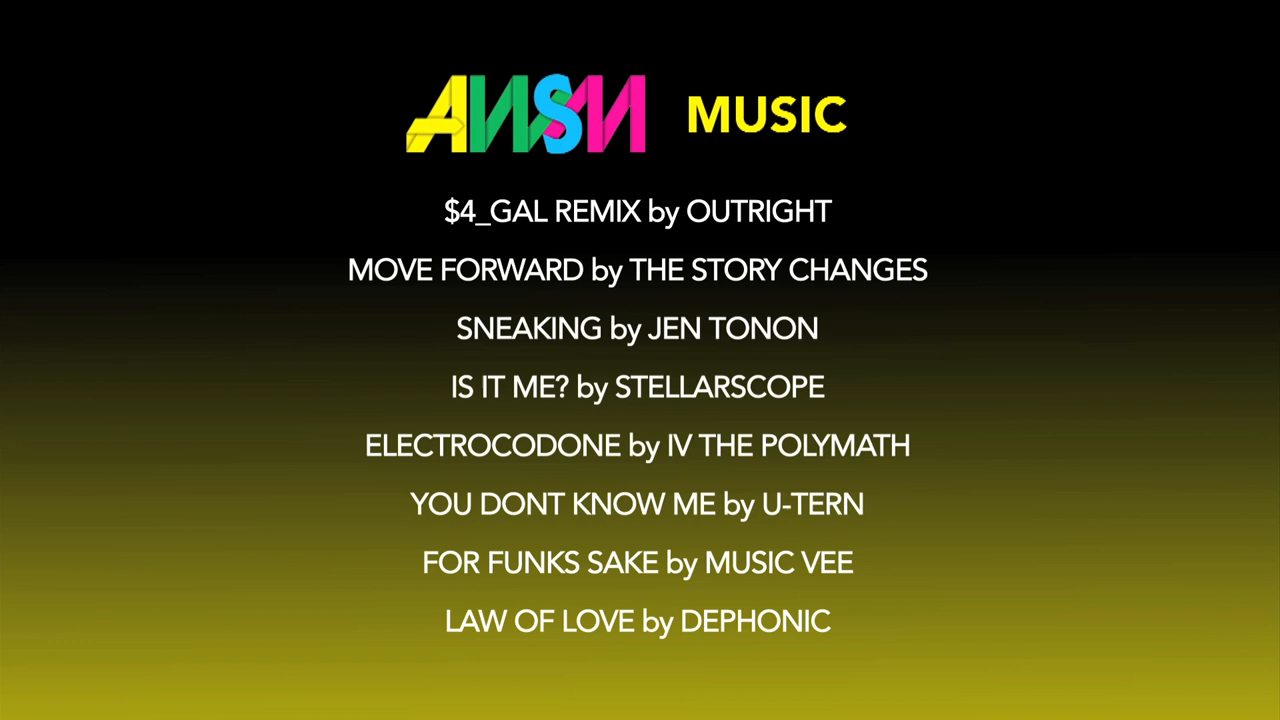 AWSM MUSIC
$4_GAL REMIX by OUTRIGHT
MOVE FORWARD by THE STORY CHANGES
SNEAKING by JEN TONON
IS IT ME? by STELLARSCOPE
ELECTROCODONE by IV THE POLYMATH
YOU DONT KNOW ME by U-TERN
FOR FUNKS SAKE by MUSIC VEE
LAW OF LOVE by DEPHONIC